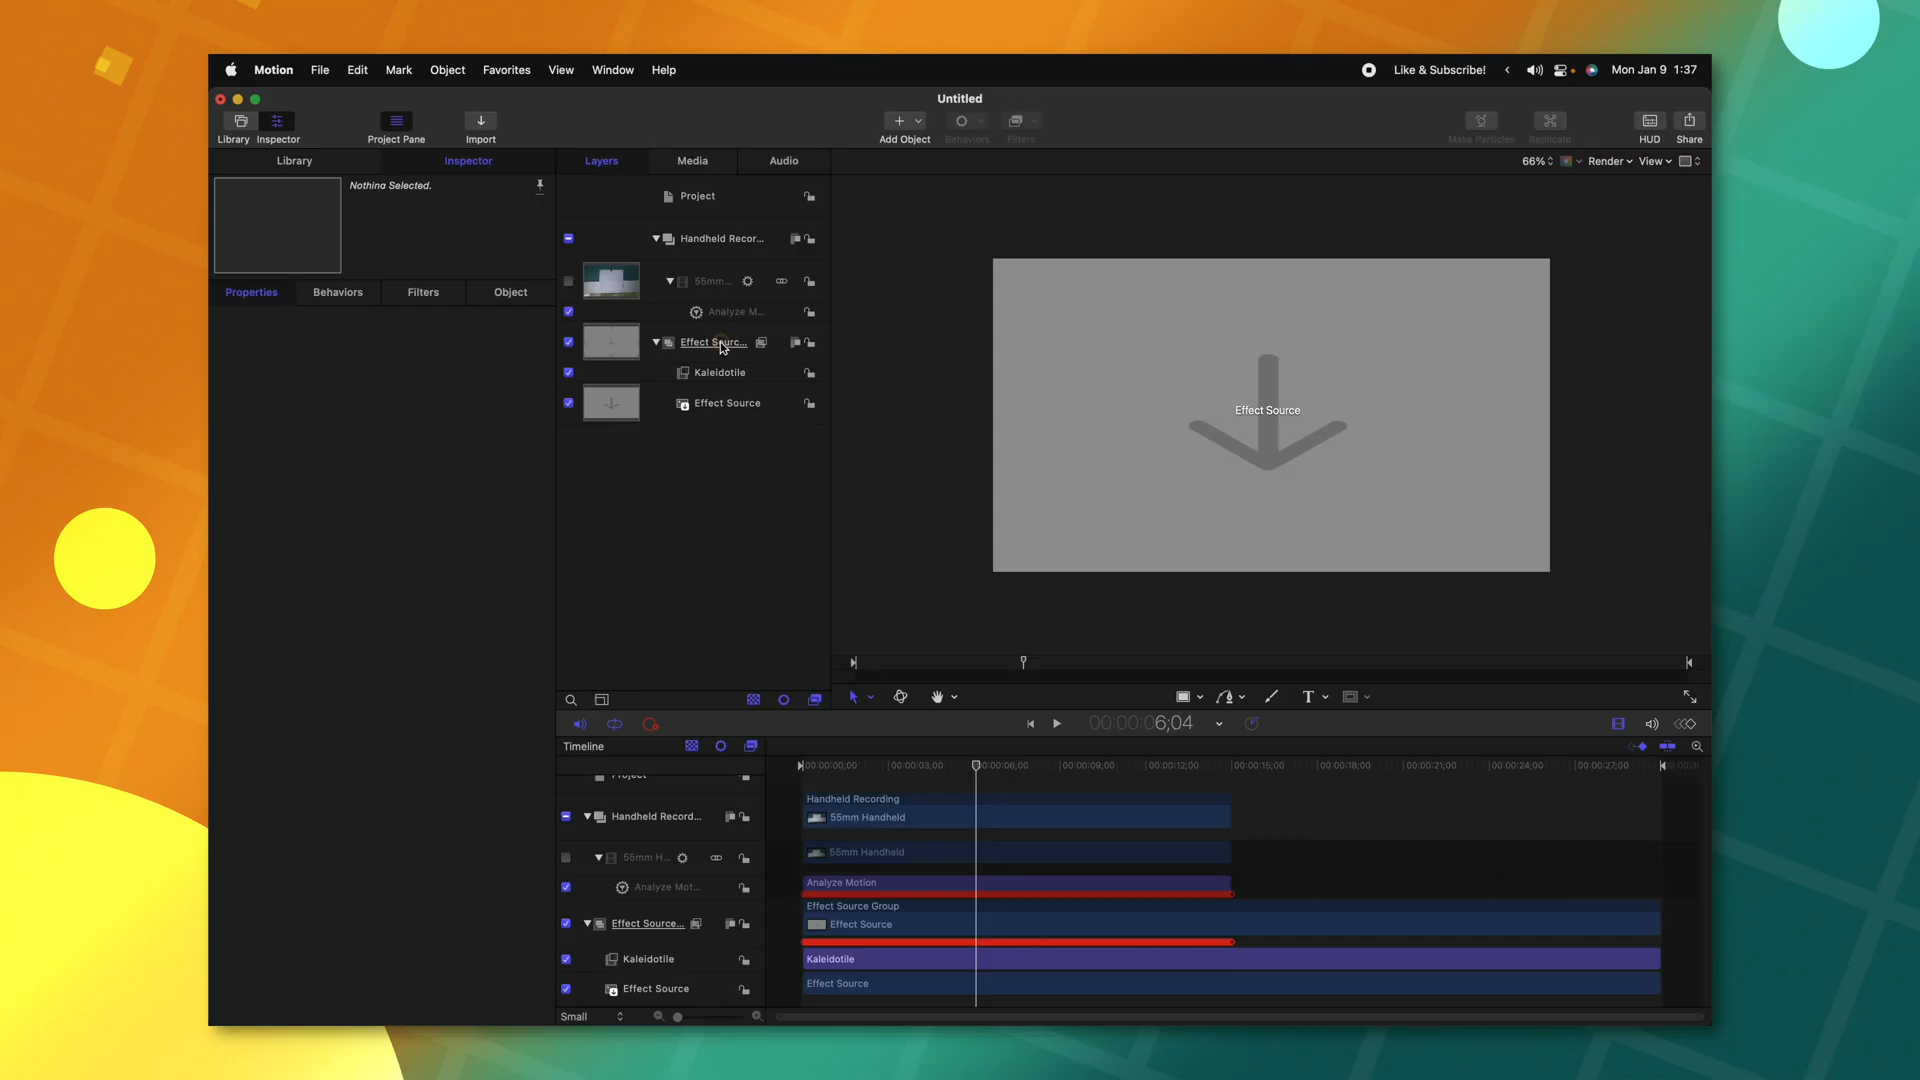 Motion File Edit Mark Object Favorites View Window Help
Like & Subscribe! Mon Jan 9 1:37
Untitled
Library Inspector Project Pane Import Add Object Behaviors Filters Make Particles Replicate HUD Share
Library Inspector Layers Media Audio
66% Render View
Nothing Selected.
Properties Behaviors Filters Object
Project
Handheld Recor...
55mm...
Analyze M...
Effect Sourc...
Kaleidotile
Effect Source
Effect Source
00:00:06;04
Timeline
00:00:00;00 00:00:03;00 00:00:06;00 00:00:09;00 00:00:12;00 00:00:15;00 00:00:18;00 00:00:21;00 00:00:24;00 00:00:27;00
Project
Handheld Recording
Handheld Record... 55mm Handheld
55mm H... 55mm Handheld
Analyze Mot... Analyze Motion
Effect Source Group
Effect Source... Effect Source
Kaleidotile Kaleidotile
Effect Source Effect Source
Small